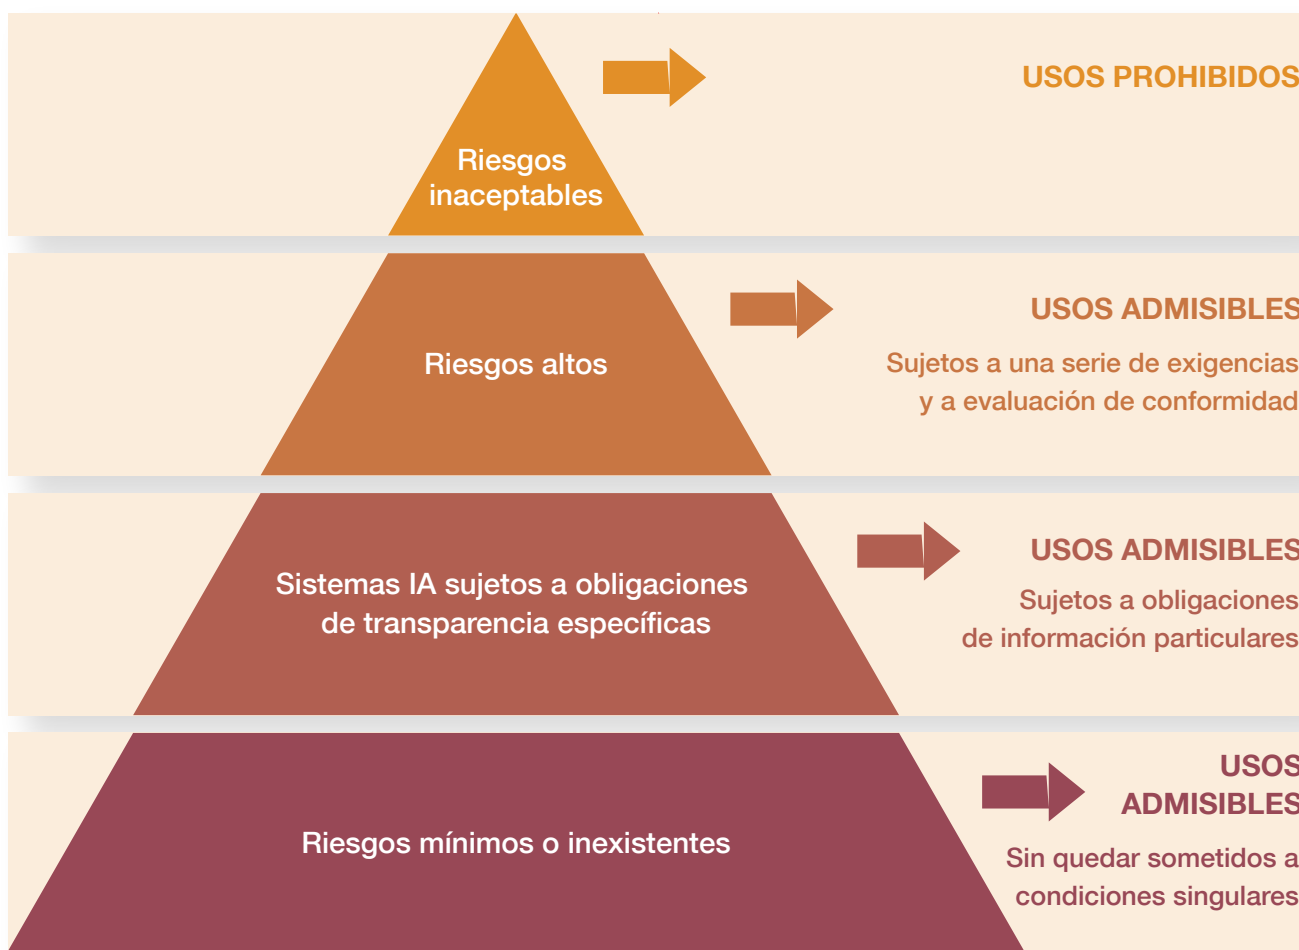 USOS PROHIBIDOS
Riesgos
inaceptables
USOS ADMISIBLES
Riesgos altos
Sujetos a una serie de exigencias
y a evaluación de conformidad
USOS ADMISIBLES
Sistemas IA sujetos a obligaciones
de transparencia específicas
Sujetos a obligaciones
de información particulares
USOS
ADMISIBLES
Riesgos mínimos o inexistentes
Sin quedar sometidos a
condiciones singulares